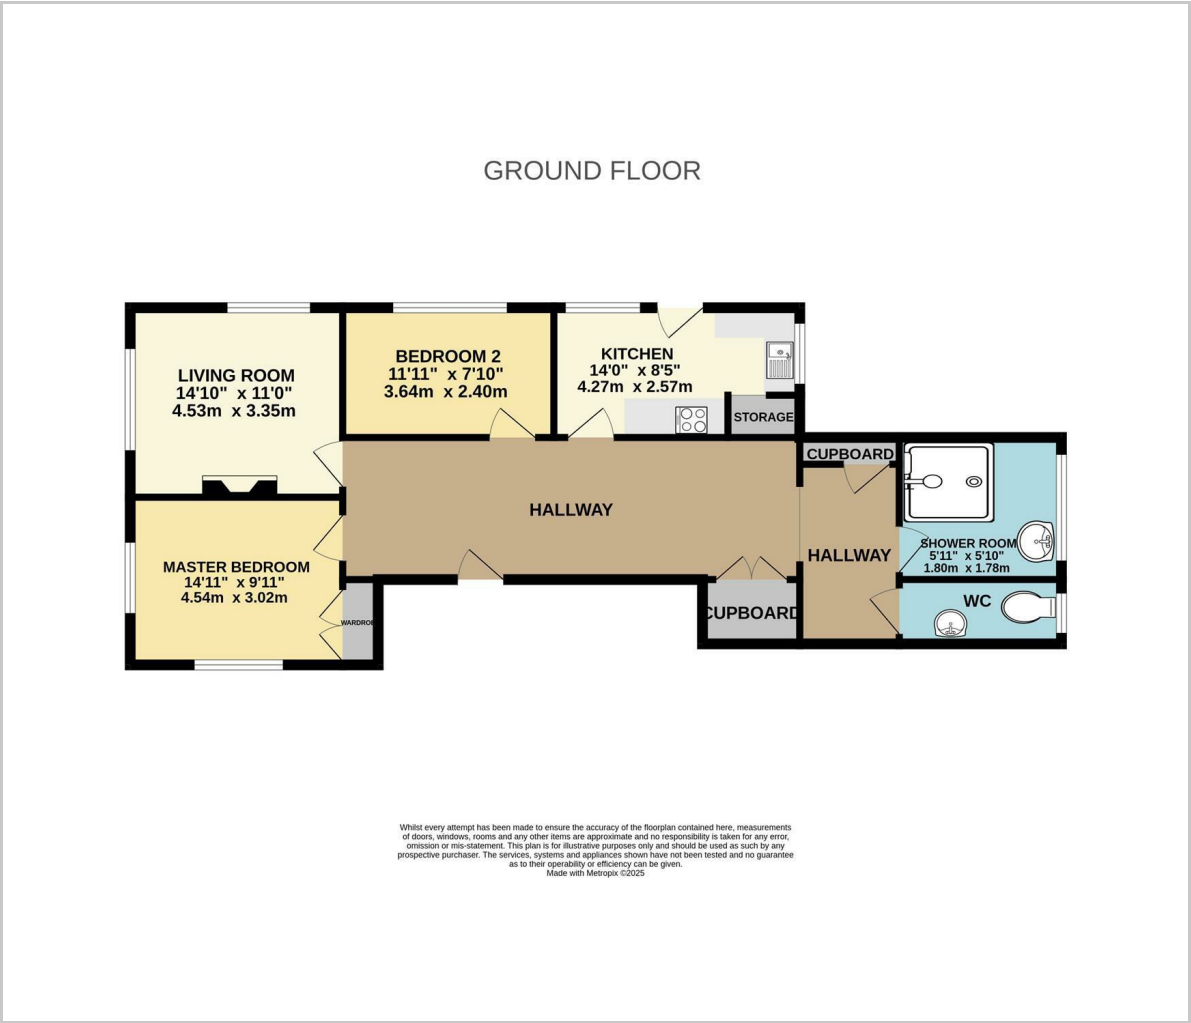 GROUND FLOOR
LIVING ROOM
14'10" x 11'0"
4.53m x 3.35m
BEDROOM 2
11'11" x 7'10"
3.64m x 2.40m
KITCHEN
14'0" x 8'5"
4.27m x 2.57m
STORAGE
CUPBOARD
HALLWAY
HALLWAY
SHOWER ROOM
5'11" x 5'10"
1.80m x 1.78m
MASTER BEDROOM
14'11" x 9'11"
4.54m x 3.02m
WARDROBE
CUPBOARD
WC
Whilst every attempt has been made to ensure the accuracy of the floorplan contained here, measurements
of doors, windows, rooms and any other items are approximate and no responsibility is taken for any error,
omission or mis-statement. This plan is for illustrative purposes only and should be used as such by any
prospective purchaser. The services, systems and appliances shown have not been tested and no guarantee
as to their operability or efficiency can be given.
Made with Metropix ©2025